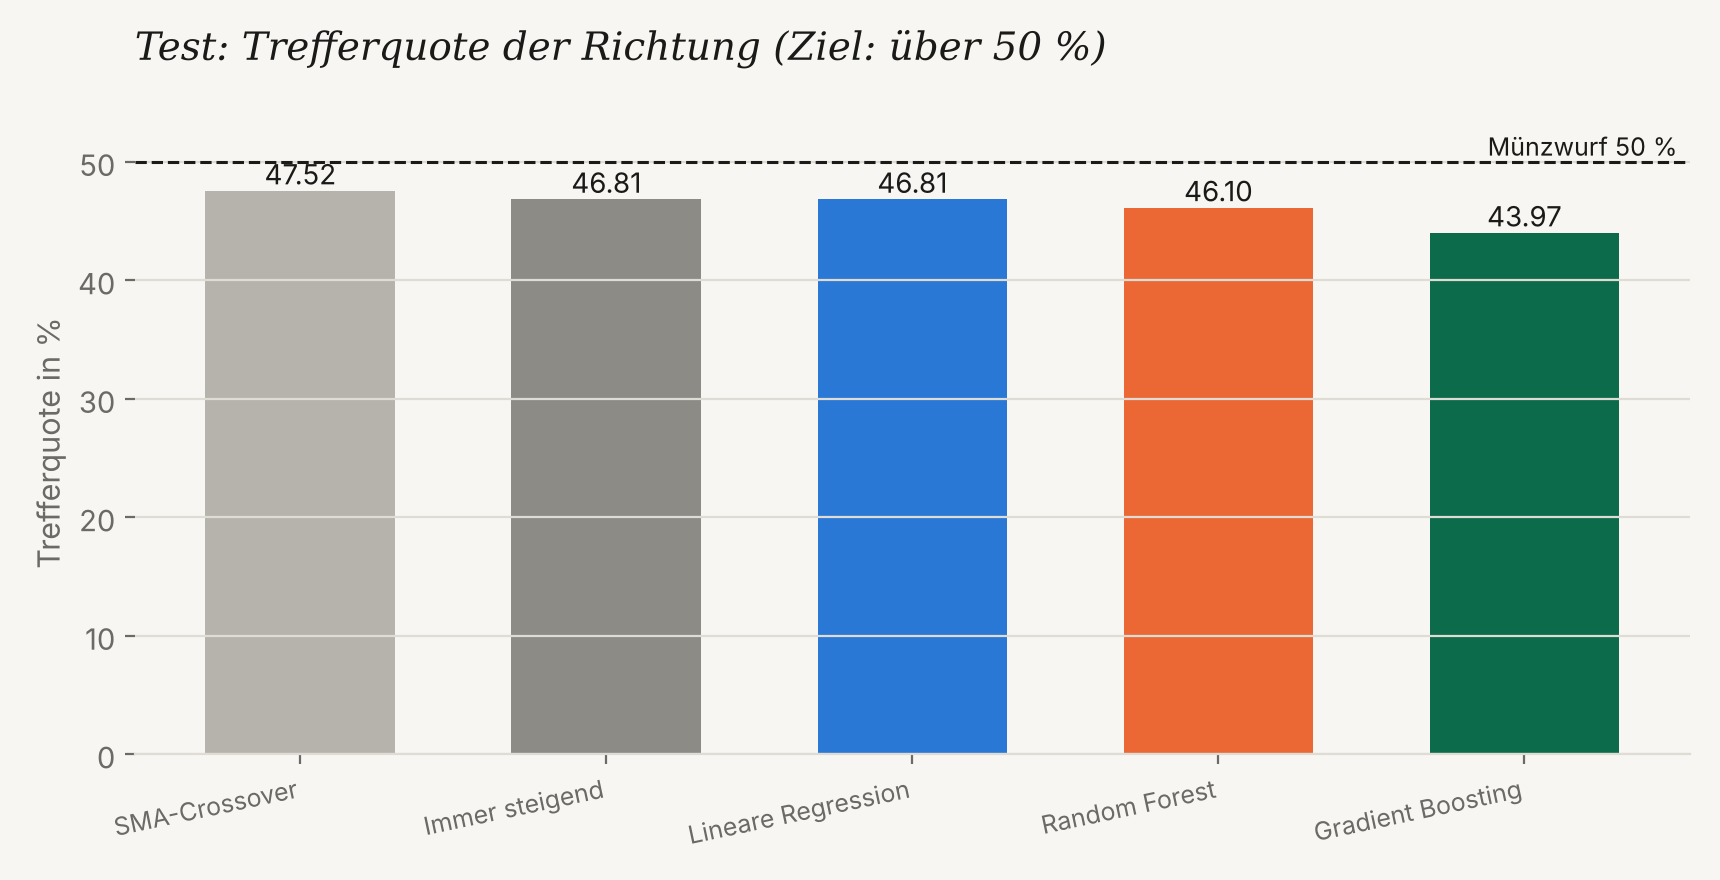 Test: Trefferquote der Richtung (Ziel: über 50 %)
Münzwurf 50 %
Trefferquote in %
50
40
30
20
10
0
47.52
46.81
46.81
46.10
43.97
SMA-Crossover
Immer steigend
Lineare Regression
Random Forest
Gradient Boosting